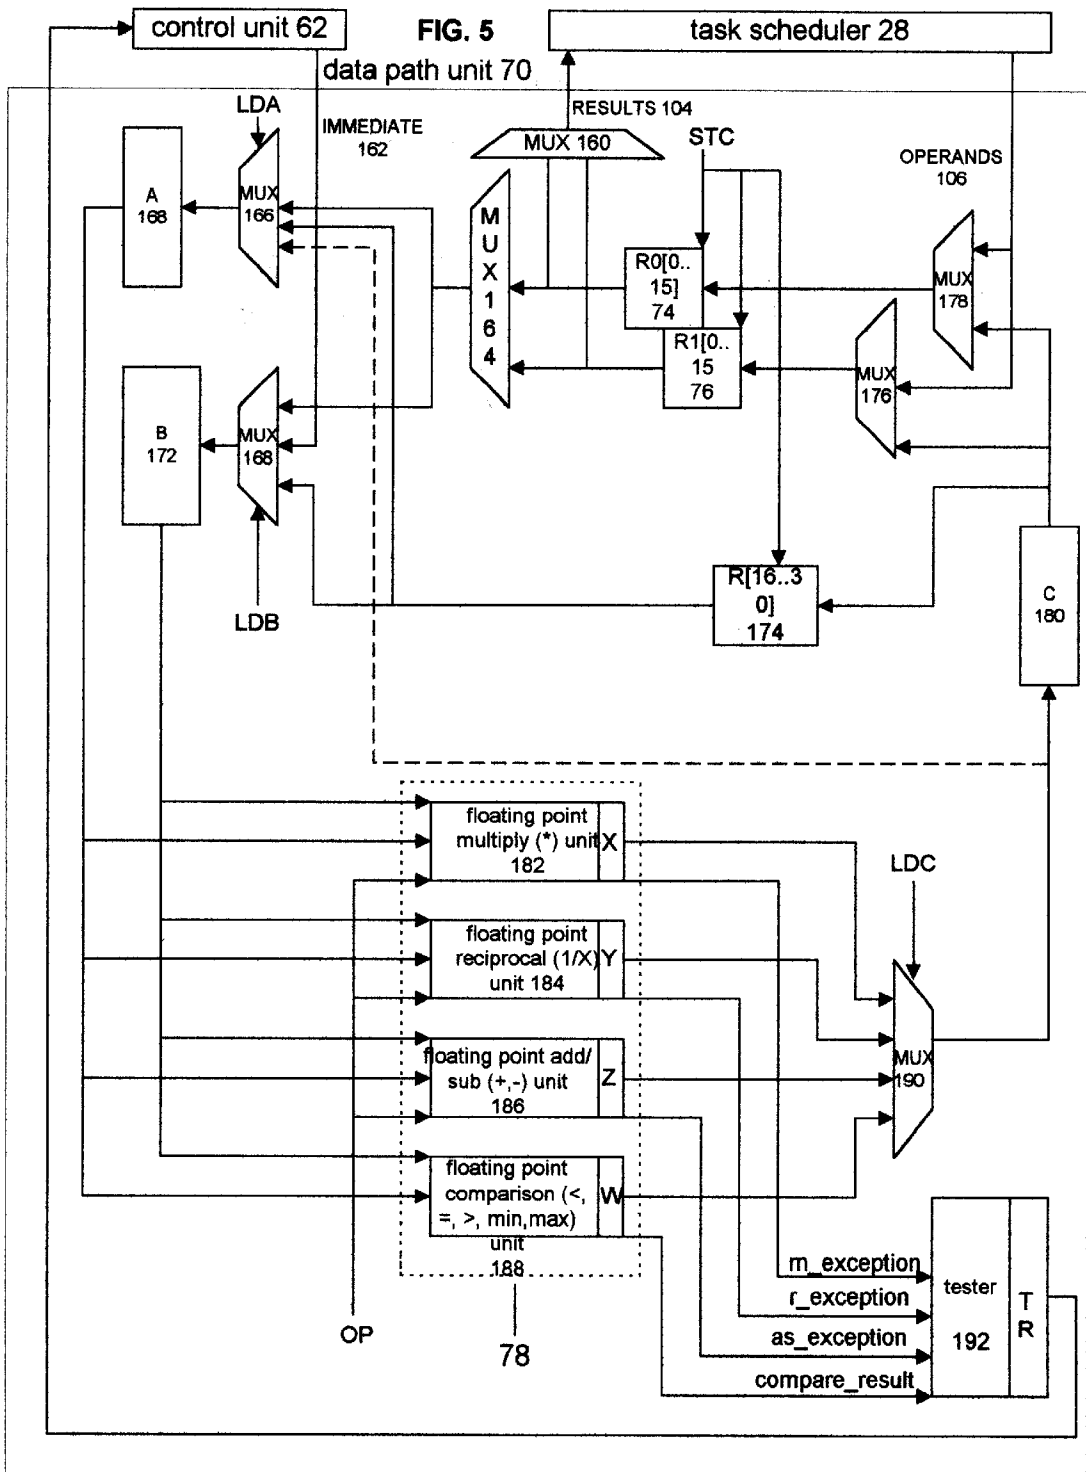 control unit 62
FIG. 5
task scheduler 28
data path unit 70
LDA
IMMEDIATE
162
RESULTS 104
MUX 160
STC
OPERANDS
106
A
168
MUX
166
M
U
X
1
6
4
R0[0..
15]
74
MUX
178
R1[0..
15
76
MUX
176
B
172
MUX
168
LDB
R[16..3
0]
174
C
180
floating point
multiply (*) unit
182
X
LDC
floating point
reciprocal (1/X)
unit 184
Y
floating point add/
sub (+,-) unit
186
Z
MUX
190
floating point
comparison (<,
=, >, min,max)
unit
188
W
m_exception
r_exception
as_exception
compare_result
tester
192
T
R
OP
78